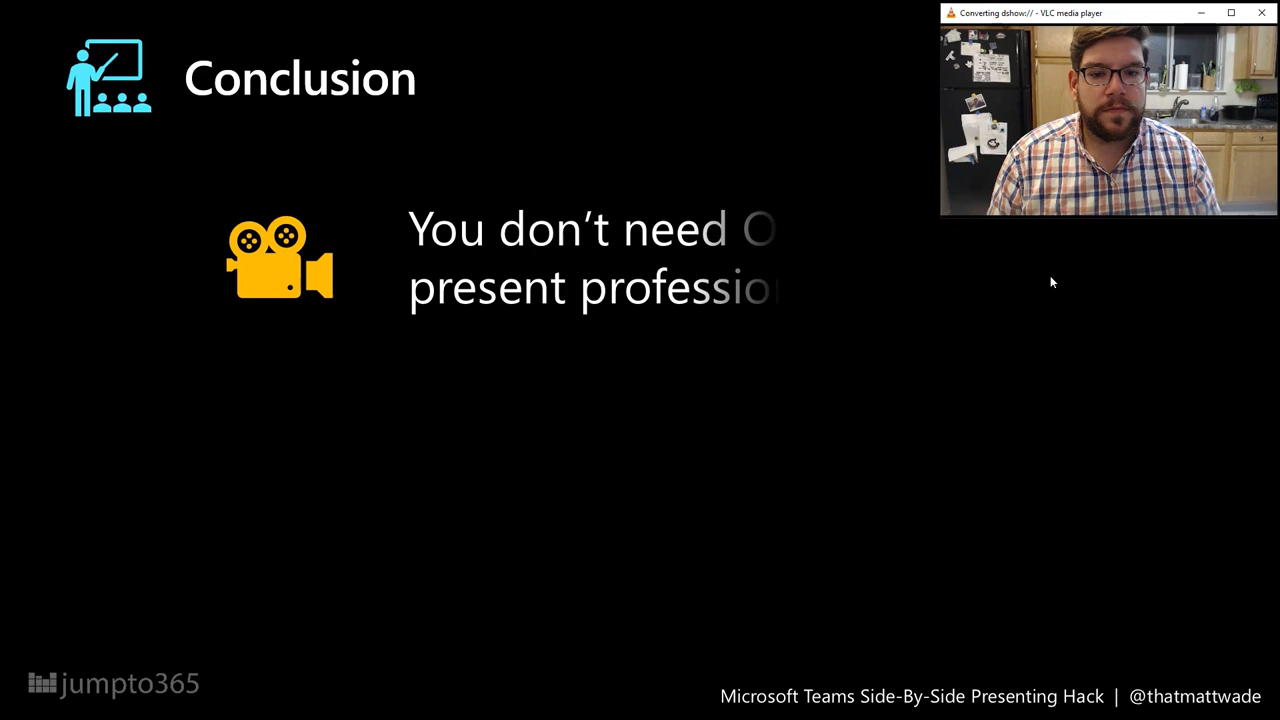 Converting dshow:// - VLC media player
Conclusion
You don't need
present
jumpto365
Microsoft Teams Side-By-Side Presenting Hack | @thatmattwade